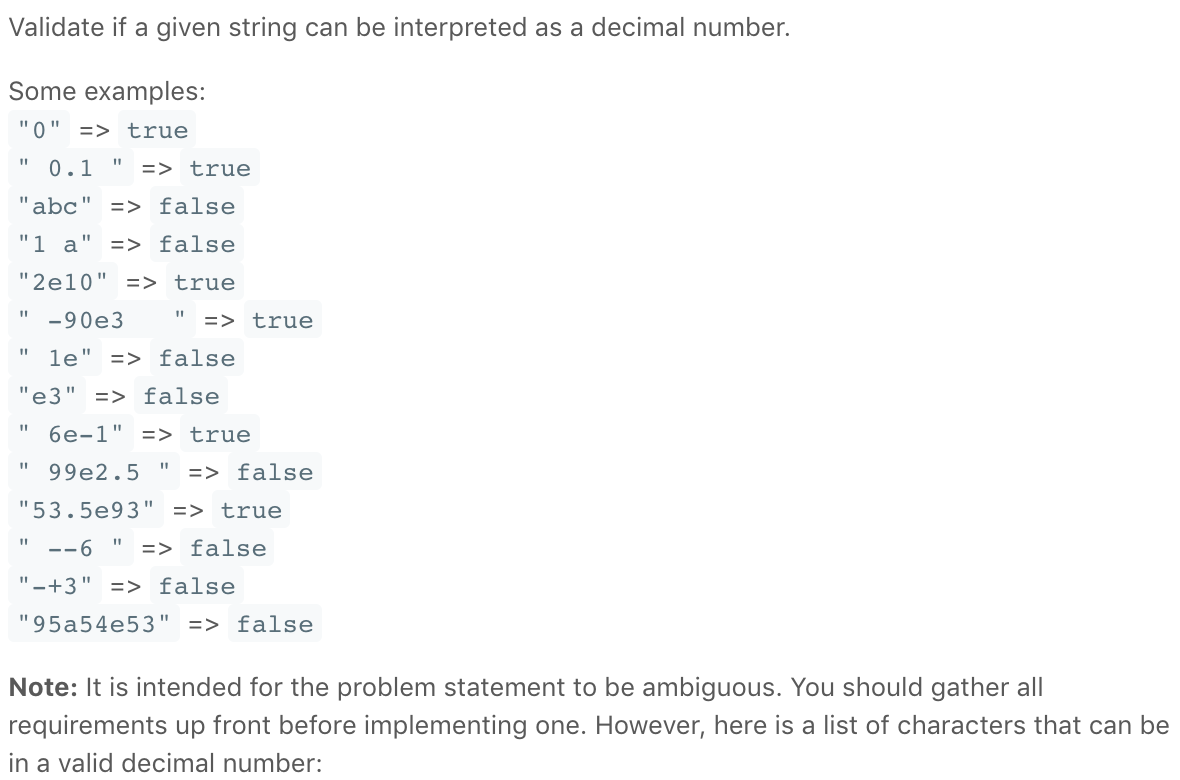 Validate if a given string can be interpreted as a decimal number.
Some examples:
"0" => true
" 0.1 " => true
"abc" => false
"1 a" => false
"2e10" => true
" -90e3   " => true
" 1e" => false
"e3" => false
" 6e-1" => true
" 99e2.5 " => false
"53.5e93" => true
" --6 " => false
"-+3" => false
"95a54e53" => false
Note: It is intended for the problem statement to be ambiguous. You should gather all
requirements up front before implementing one. However, here is a list of characters that can be
in a valid decimal number: